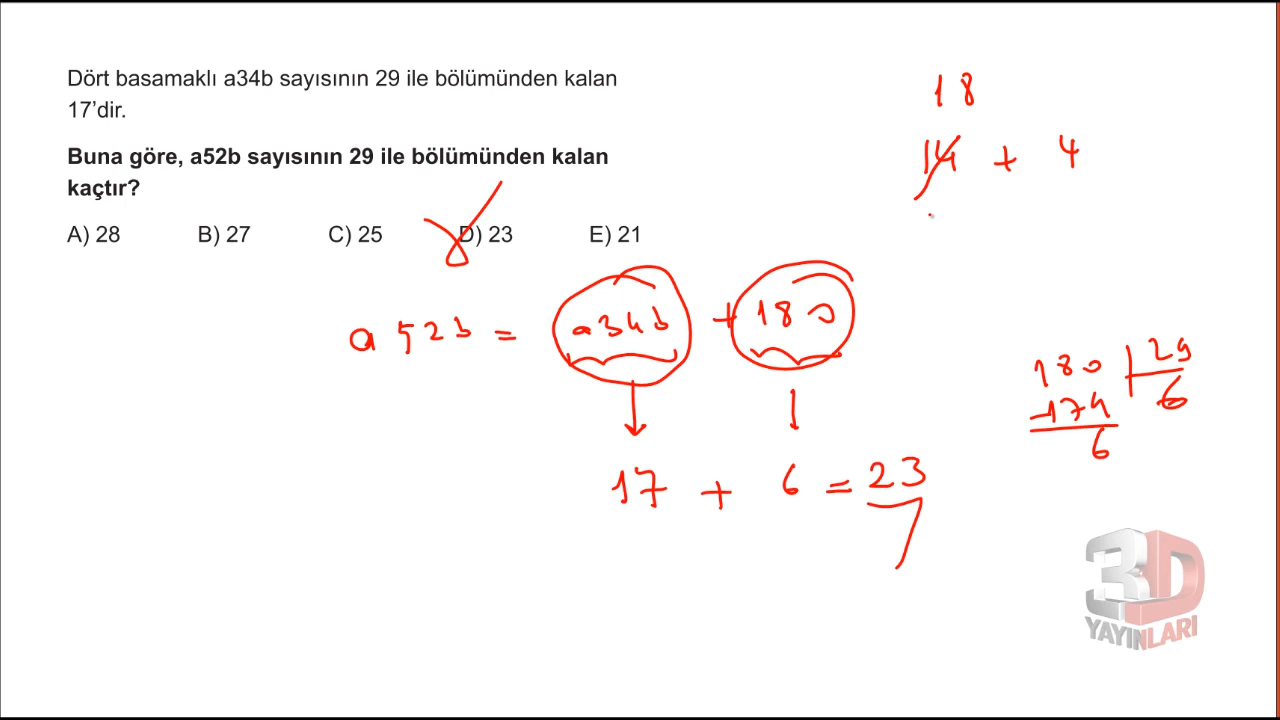 Dört basamaklı a34b sayısının 29 ile bölümünden kalan
17'dir.
Buna göre, a52b sayısının 29 ile bölümünden kalan
kaçtır?
A) 28 B) 27 C) 25 D) 23 E) 21
18
14 + 4
a52b = a34b + 180
17 + 6 = 23
180 29
-174 6
6
3D
YAYINLARI